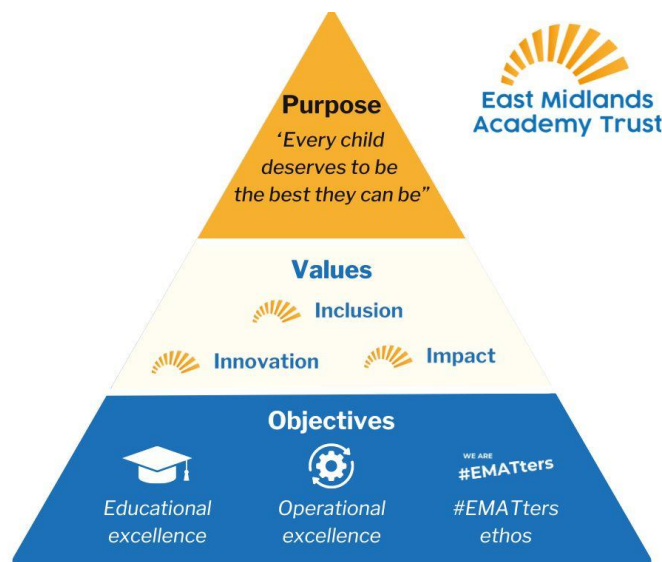 East Midlands
Academy Trust
Purpose
‘Every child
deserves to be
the best they can be”
Values
Inclusion
Innovation
Impact
Objectives
WE ARE
#EMATters
Educational
excellence
Operational
excellence
#EMATters
ethos